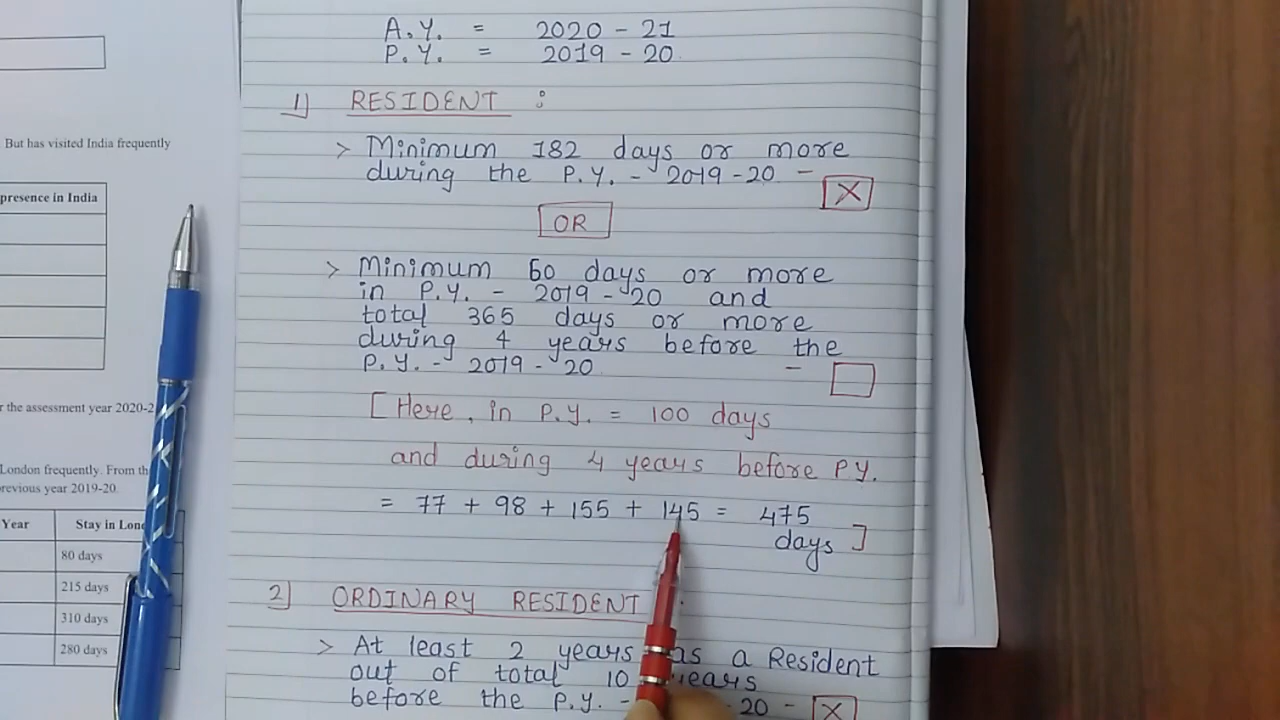 A.Y. = 2020 - 21
P.Y. = 2019 - 20
1) RESIDENT :
> Minimum 182 days or more
during the P.Y. - 2019 - 20 - X
OR
> Minimum 60 days or more
in P.Y. - 2019 - 20 and
total 365 days or more
during 4 years before the
P.Y. - 2019 - 20 -
[ Here, in P.Y. = 100 days
and during 4 years before P.Y.
= 77 + 98 + 155 + 145 = 475
days ]
2) ORDINARY RESIDENT
> At least 2 years as a Resident
out of total 10 years
before the P.Y. - 20 - X
But has visited India frequently
presence in India
the assessment year 2020-2
London frequently. From th
revious year 2019-20.
Year Stay in Lon
80 days
215 days
310 days
280 days